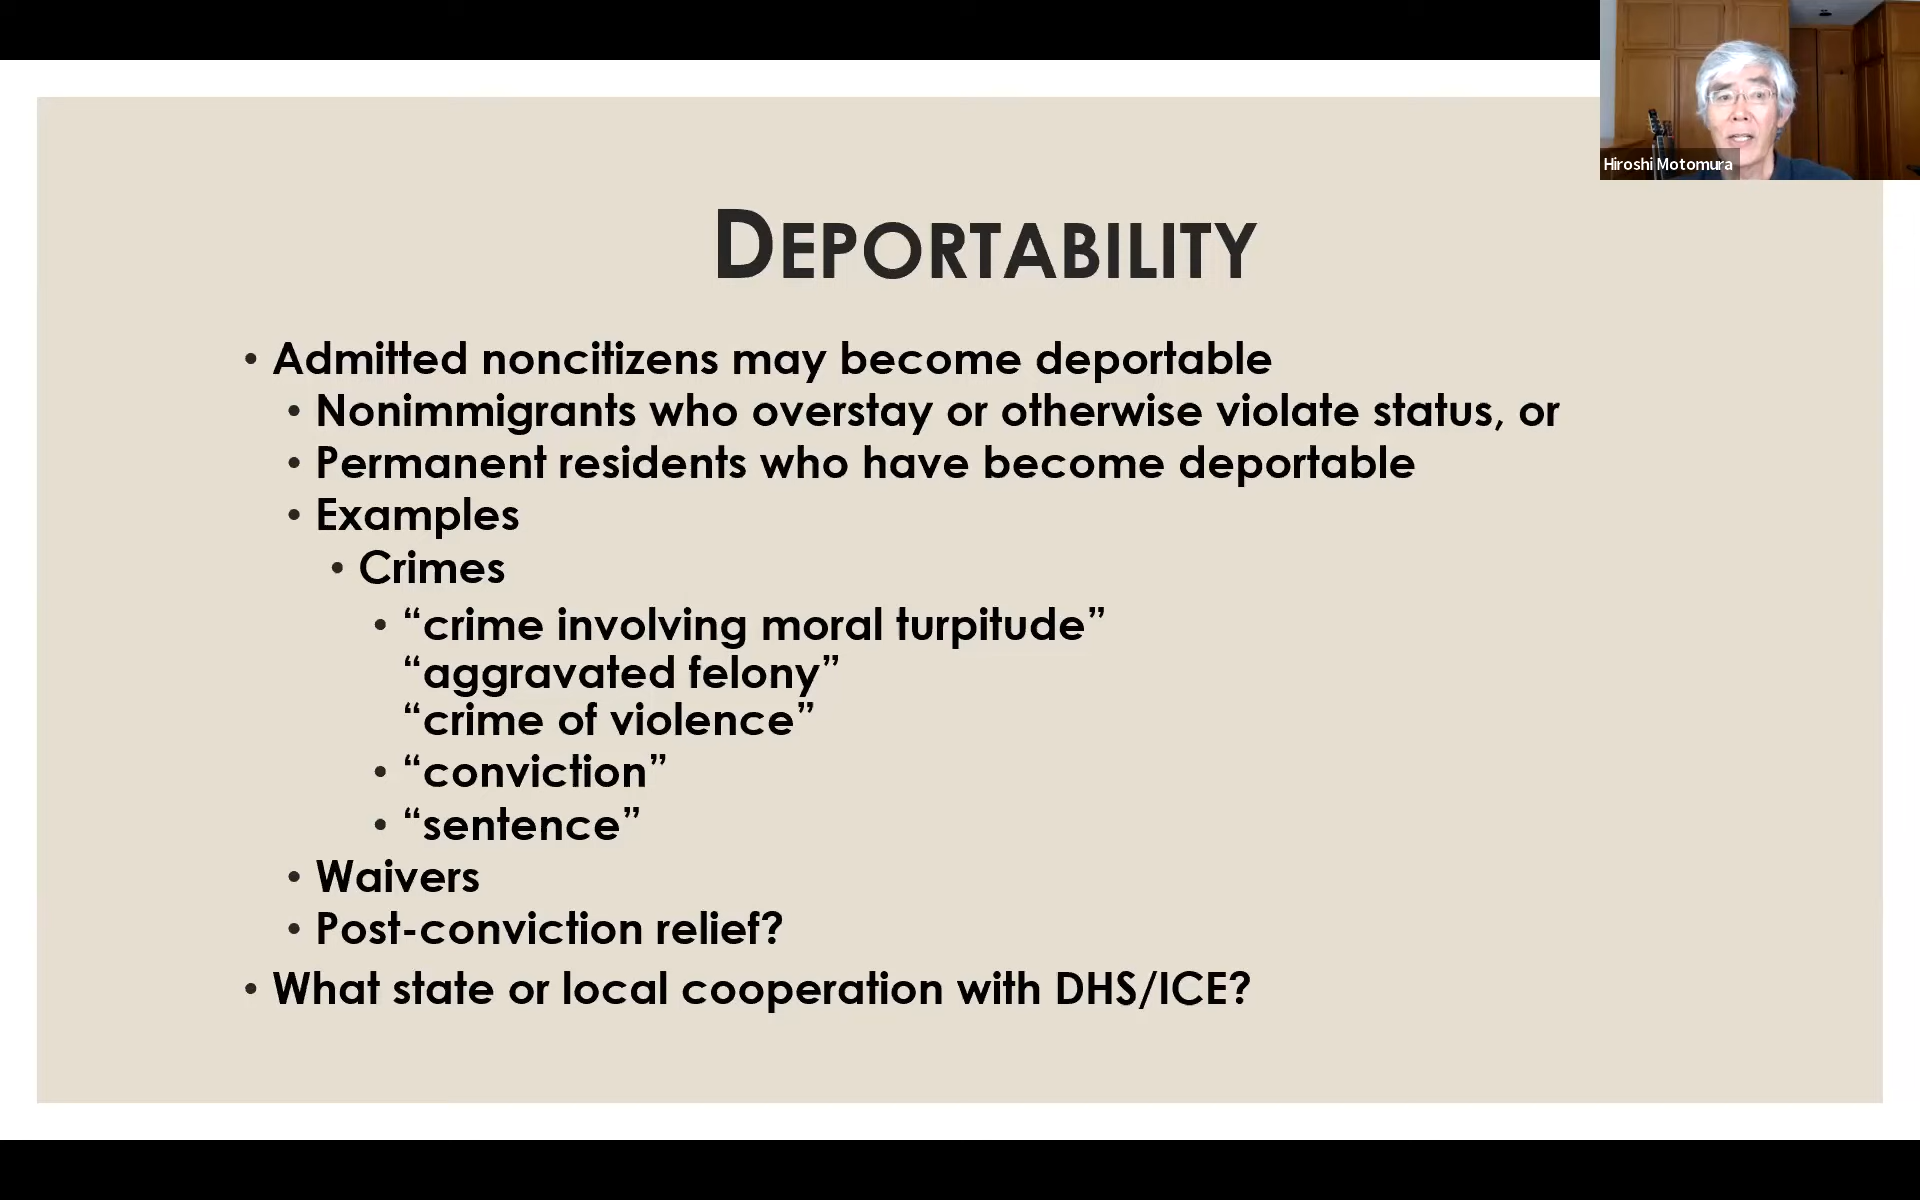 Hiroshi Motomura
DEPORTABILITY
• Admitted noncitizens may become deportable
• Nonimmigrants who overstay or otherwise violate status, or
• Permanent residents who have become deportable
• Examples
• Crimes
• “crime involving moral turpitude”
“aggravated felony”
“crime of violence”
• “conviction”
• “sentence”
• Waivers
• Post-conviction relief?
• What state or local cooperation with DHS/ICE?